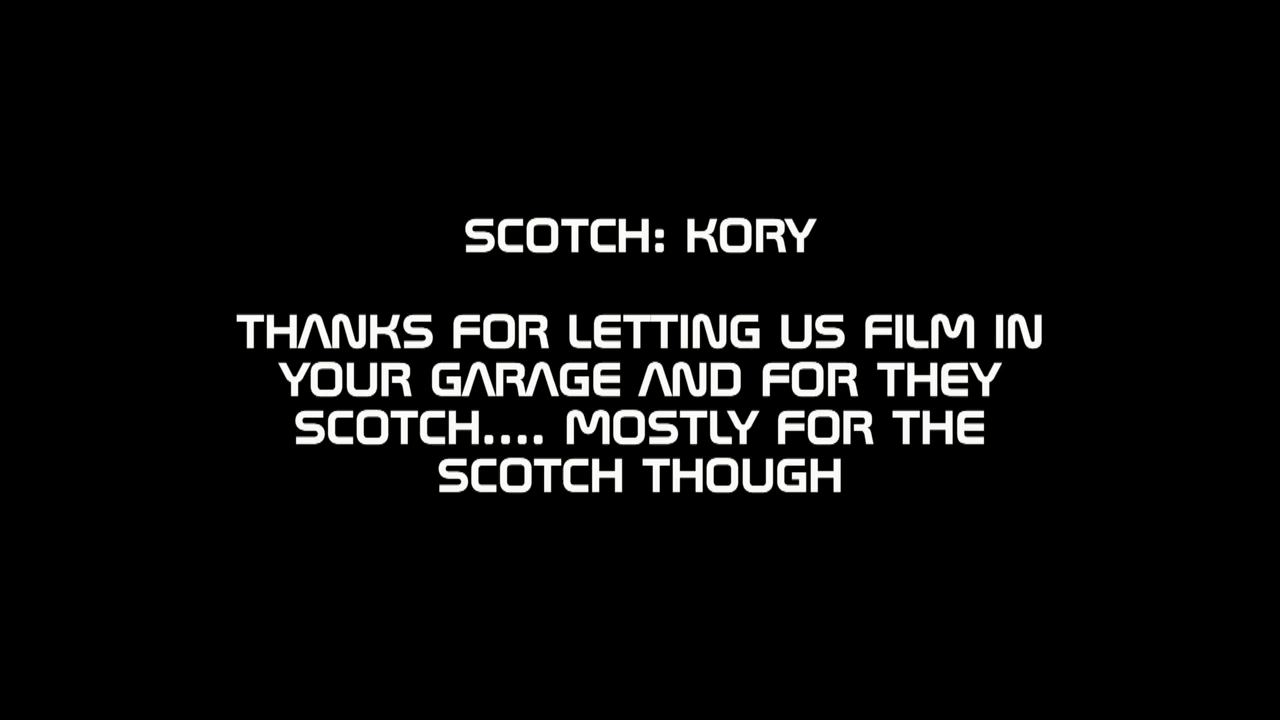 SCOTCH: KORY
THANKS FOR LETTING US FILM IN
YOUR GARAGE AND FOR THEY
SCOTCH.... MOSTLY FOR THE
SCOTCH THOUGH